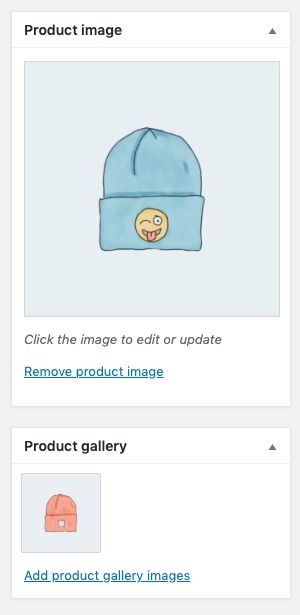 Product image
Click the image to edit or update
Remove product image
Product gallery
Add product gallery images